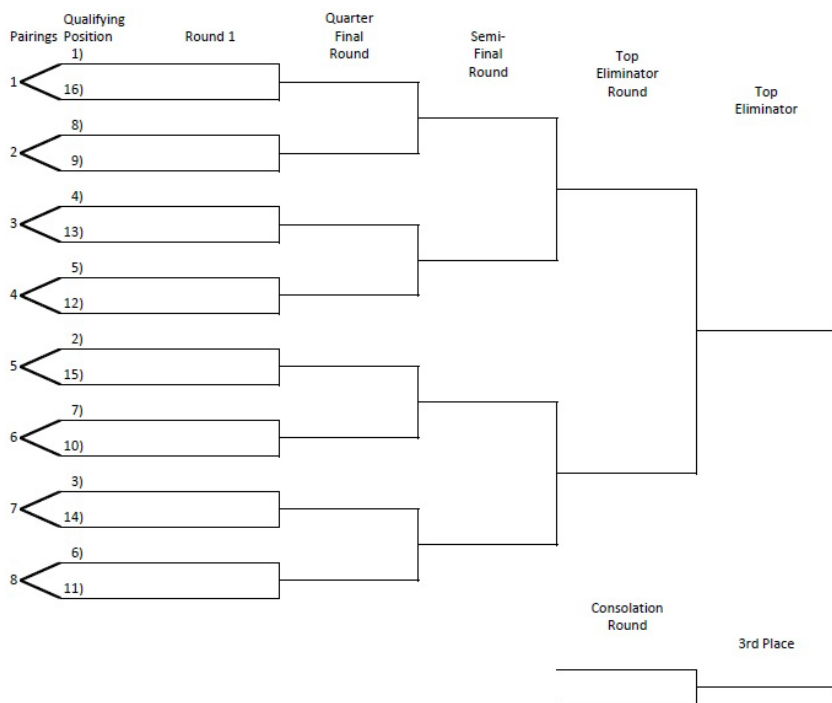 Pairings
Qualifying
Position
Round 1
Quarter
Final
Round
Semi-
Final
Round
Top
Eliminator
Round
Top
Eliminator
1
1)
16)
2
8)
9)
3
4)
13)
4
5)
12)
5
2)
15)
6
7)
10)
7
3)
14)
8
6)
11)
Consolation
Round
3rd Place